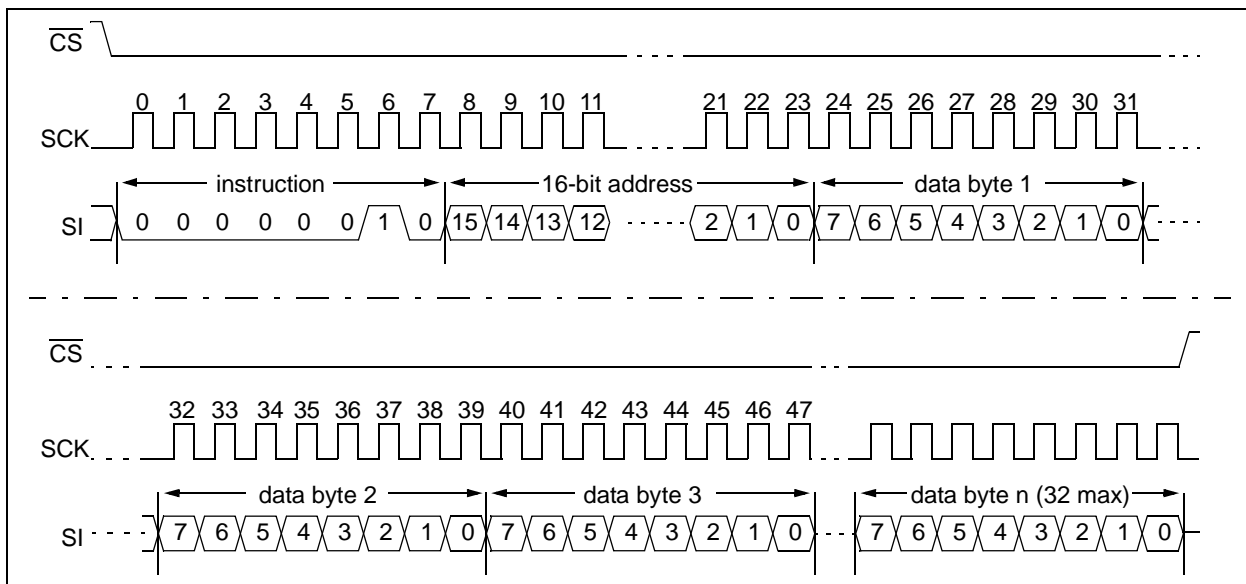 CS
0 1 2 3 4 5 6 7 8 9 10 11 21 22 23 24 25 26 27 28 29 30 31
SCK
instruction 16-bit address data byte 1
SI 0 0 0 0 0 0 1 0 15 14 13 12 2 1 0 7 6 5 4 3 2 1 0
CS
32 33 34 35 36 37 38 39 40 41 42 43 44 45 46 47
SCK
data byte 2 data byte 3 data byte n (32 max)
SI 7 6 5 4 3 2 1 0 7 6 5 4 3 2 1 0 7 6 5 4 3 2 1 0